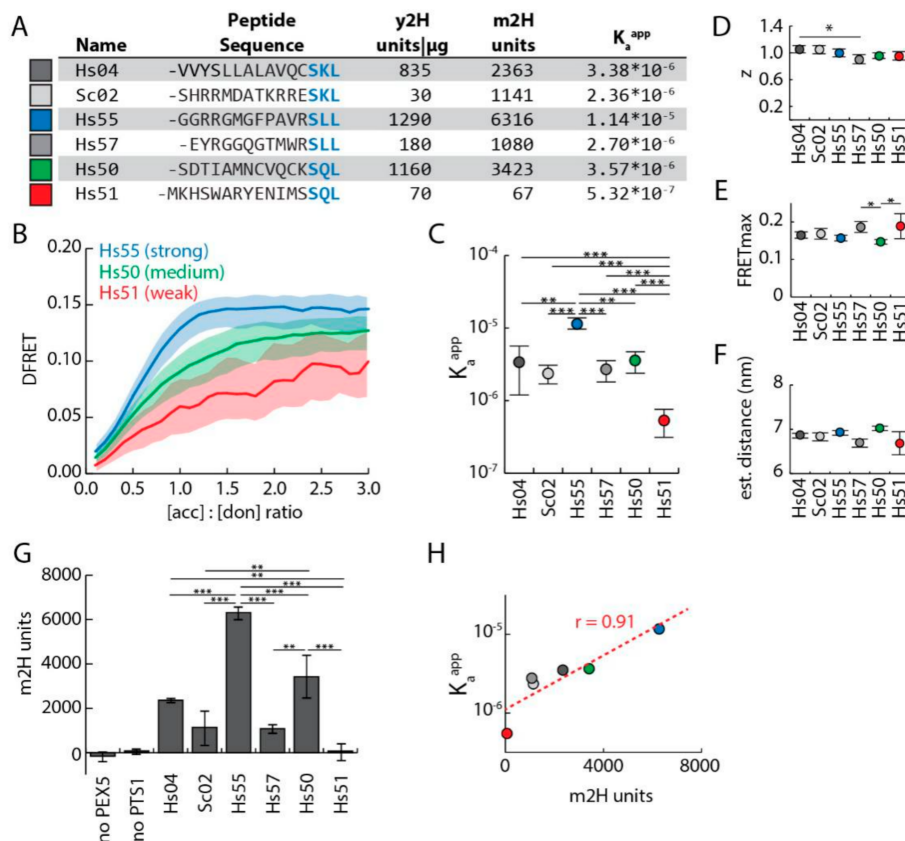 A
Peptide y2H m2H
Name Sequence units|µg units Kₐᵃᵖᵖ
Hs04 -VVYSLLALAVQCSKL 835 2363 3.38*10⁻⁶
Sc02 -SHRRMDATKRRESKL 30 1141 2.36*10⁻⁶
Hs55 -GGRRGMGFPAVRSLL 1290 6316 1.14*10⁻⁵
Hs57 -EYRGGQGTMWRSLL 180 1080 2.70*10⁻⁶
Hs50 -SDTIAMNCVQCKSQL 1160 3423 3.57*10⁻⁶
Hs51 -MKHSWARYENIMSSQL 70 67 5.32*10⁻⁷
B
Hs55 (strong)
Hs50 (medium)
Hs51 (weak)
DFRET
0.20
0.15
0.10
0.05
0.00
0.0 0.5 1.0 1.5 2.0 2.5 3.0
[acc] : [don] ratio
C
Kₐᵃᵖᵖ
10⁻⁴
10⁻⁵
10⁻⁶
10⁻⁷
***
***
***
***
** *** **
*** ***
Hs04 Sc02 Hs55 Hs57 Hs50 Hs51
D
z
*
1.2
1.0
0.8
0.6
Hs04 Sc02 Hs55 Hs57 Hs50 Hs51
E
FRETmax
* *
0.2
0.1
0
Hs04 Sc02 Hs55 Hs57 Hs50 Hs51
F
est. distance (nm)
8
7
6
Hs04 Sc02 Hs55 Hs57 Hs50 Hs51
G
m2H units
8000
6000
4000
2000
0
**
**
***
*** ***
*** ***
** ***
no PEX5 no PTS1 Hs04 Sc02 Hs55 Hs57 Hs50 Hs51
H
r = 0.91
Kₐᵃᵖᵖ
10⁻⁵
10⁻⁶
0 4000 8000
m2H units